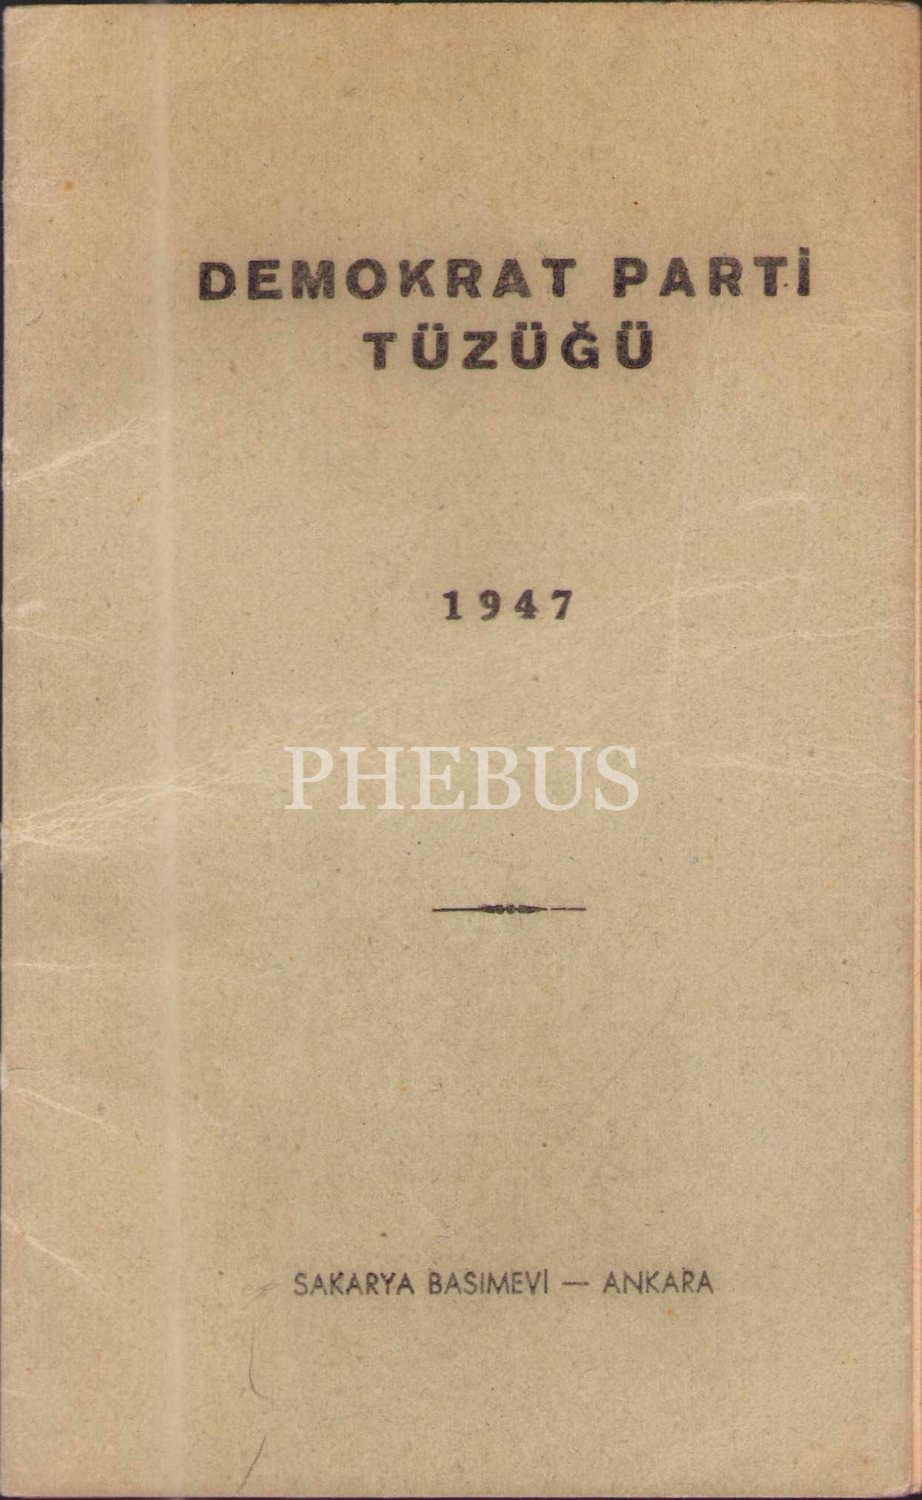 DEMOKRAT PARTİ
TÜZÜĞÜ
1947
PHEBUS
SAKARYA BASIMEVİ — ANKARA